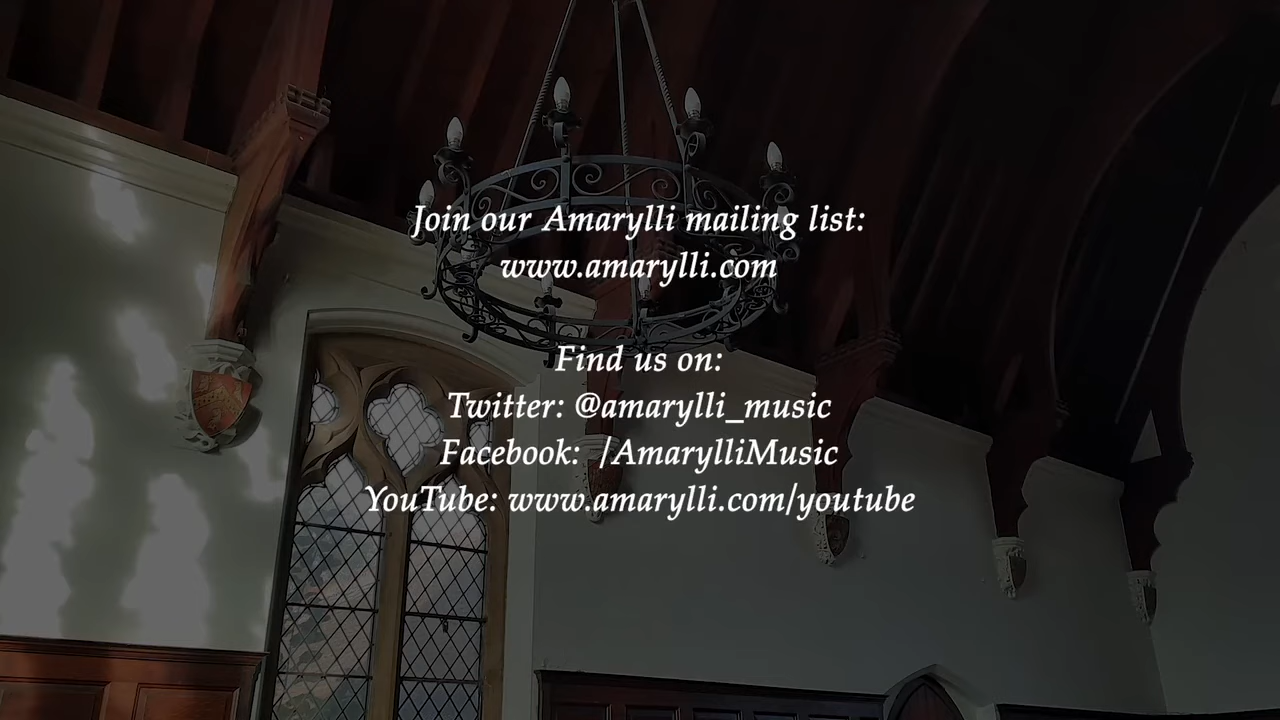 Join our Amarylli mailing list:
www.amarylli.com
Find us on:
Twitter: @amarylli_music
Facebook: /AmarylliMusic
YouTube: www.amarylli.com/youtube